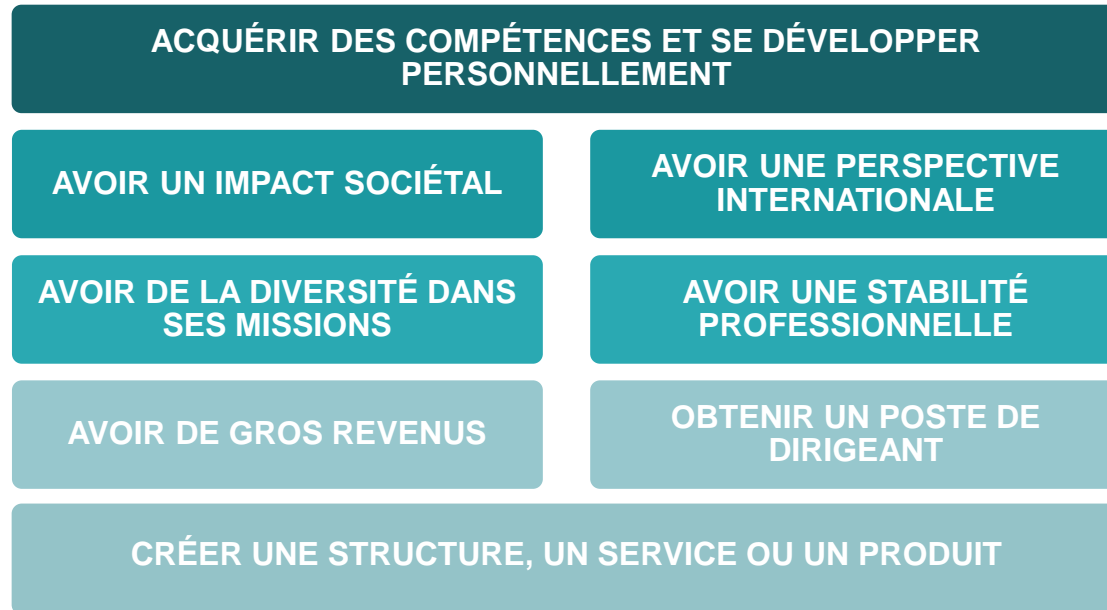 ACQUÉRIR DES COMPÉTENCES ET SE DÉVELOPPER
PERSONNELLEMENT
AVOIR UN IMPACT SOCIÉTAL
AVOIR UNE PERSPECTIVE
INTERNATIONALE
AVOIR DE LA DIVERSITÉ DANS
SES MISSIONS
AVOIR UNE STABILITÉ
PROFESSIONNELLE
AVOIR DE GROS REVENUS
OBTENIR UN POSTE DE
DIRIGEANT
CRÉER UNE STRUCTURE, UN SERVICE OU UN PRODUIT